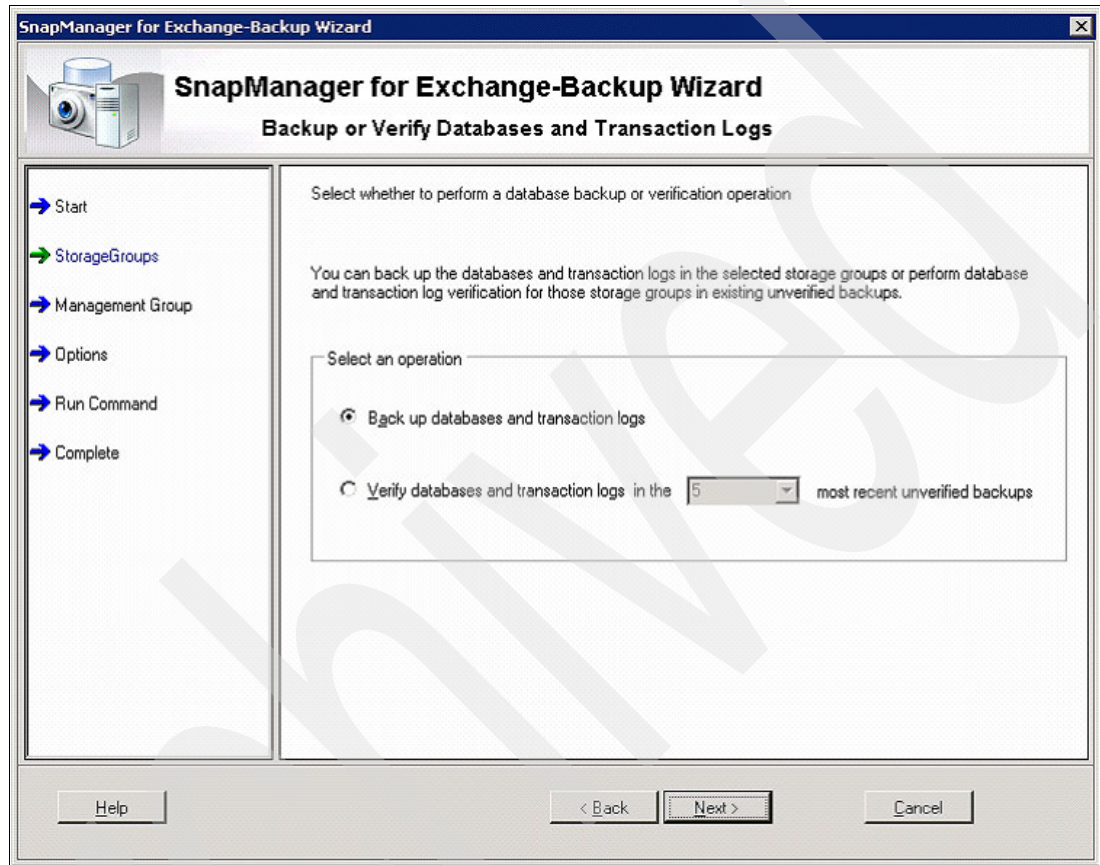 SnapManager for Exchange-Backup Wizard
SnapManager for Exchange-Backup Wizard
Backup or Verify Databases and Transaction Logs
Start
StorageGroups
Management Group
Options
Run Command
Complete
Select whether to perform a database backup or verification operation
You can back up the databases and transaction logs in the selected storage groups or perform database
and transaction log verification for those storage groups in existing unverified backups.
Select an operation
Back up databases and transaction logs
Verify databases and transaction logs in the 5 most recent unverified backups
Help
< Back
Next >
Cancel
hived